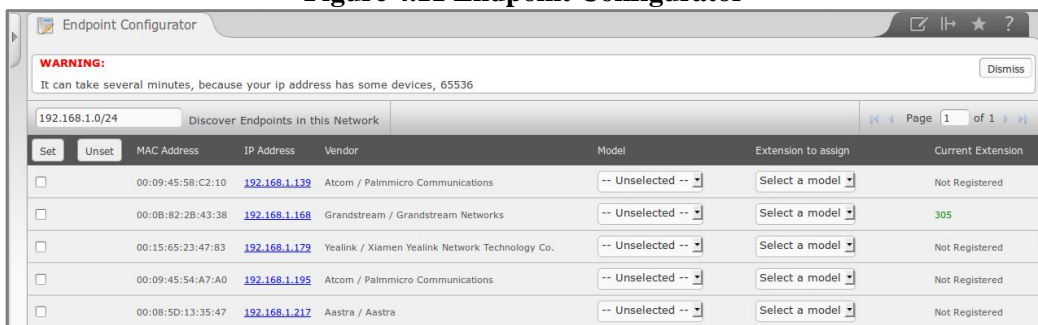 Figure 4.11 Endpoint Configurator
Endpoint Configurator
WARNING:
It can take several minutes, because your ip address has some devices, 65536
Dismiss
192.168.1.0/24 Discover Endpoints in this Network Page 1 of 1
Set Unset MAC Address IP Address Vendor Model Extension to assign Current Extension
00:09:45:58:C2:10 192.168.1.139 Atcom / Palmmicro Communications -- Unselected -- Select a model Not Registered
00:0B:82:2B:43:38 192.168.1.168 Grandstream / Grandstream Networks -- Unselected -- Select a model 305
00:15:65:23:47:83 192.168.1.179 Yealink / Xiamen Yealink Network Technology Co. -- Unselected -- Select a model Not Registered
00:09:45:54:A7:A0 192.168.1.195 Atcom / Palmmicro Communications -- Unselected -- Select a model Not Registered
00:08:5D:13:35:47 192.168.1.217 Aastra / Aastra -- Unselected -- Select a model Not Registered